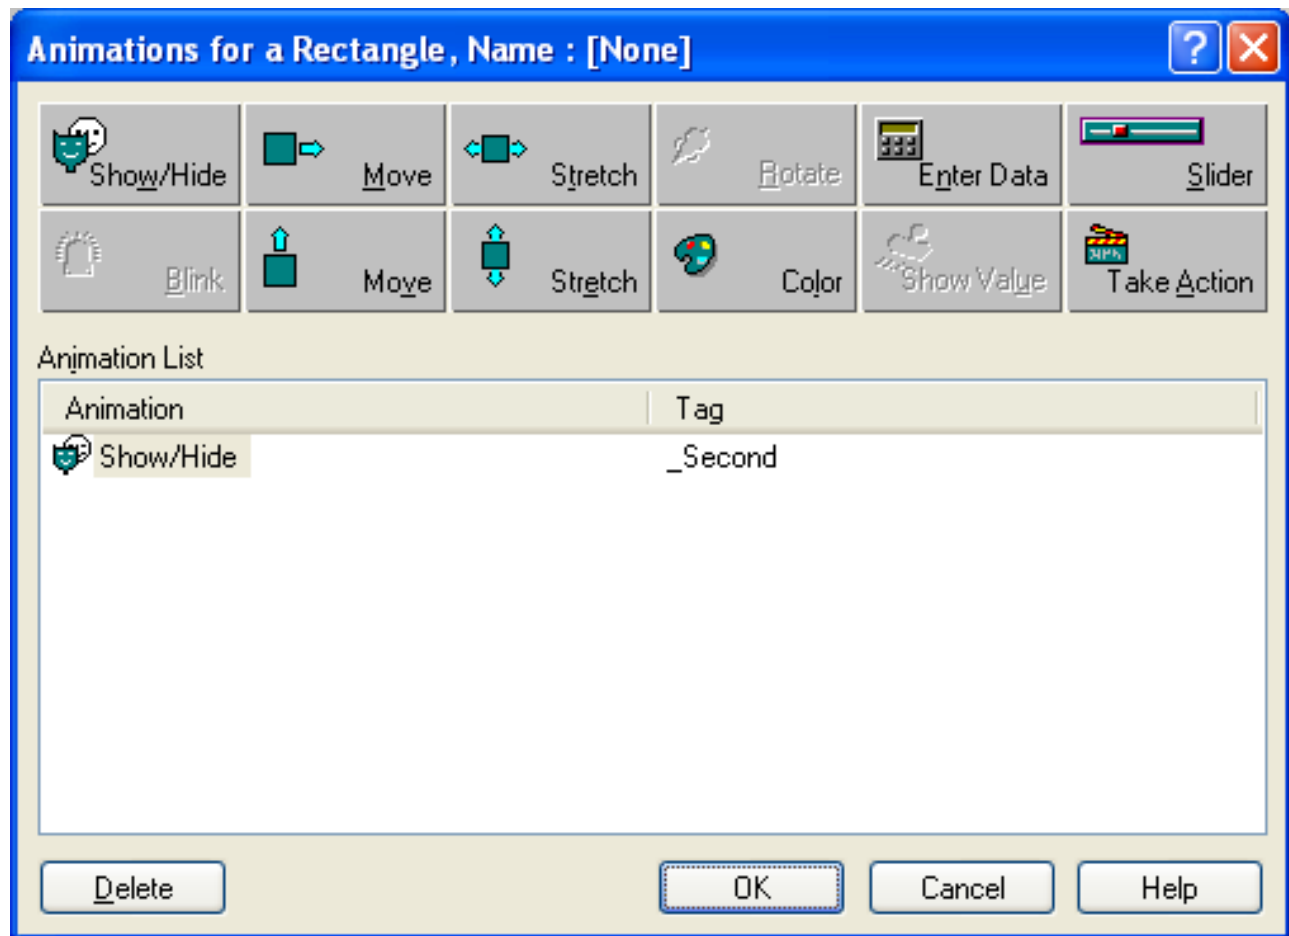 Animations for a Rectangle, Name : [None]
Show/Hide Move Stretch Rotate Enter Data Slider
Blink Move Stretch Color Show Value Take Action
Animation List
Animation Tag
Show/Hide _Second
Delete OK Cancel Help